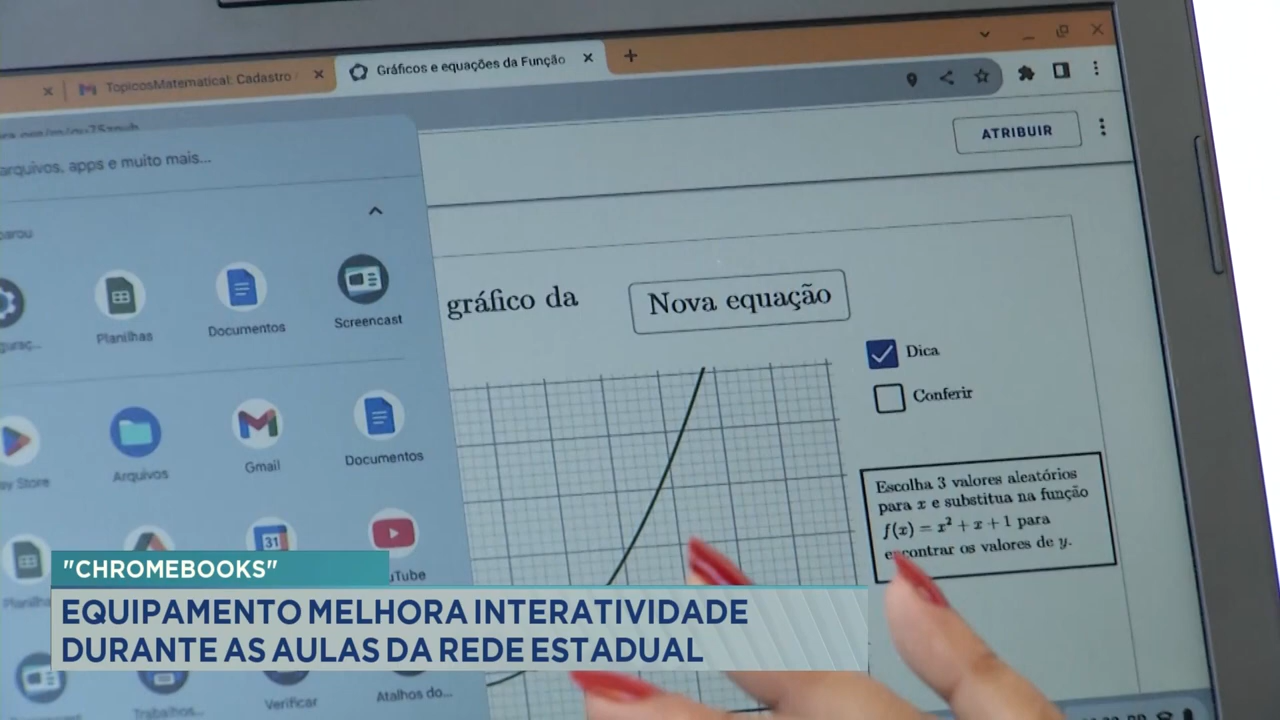 TopicosMatematical: Cadastro
Gráficos e equações da Função
arquivos, apps e muito mais...
ATRIBUIR
Planilhas
Documentos
Screencast
gráfico da
Nova equação
Dica
Conferir
Arquivos
Gmail
Documentos
Escolha 3 valores aleatórios
para x e substitua na função
f(x) = x² + x + 1 para
encontrar os valores de y.
31
"CHROMEBOOKS"
EQUIPAMENTO MELHORA INTERATIVIDADE
DURANTE AS AULAS DA REDE ESTADUAL
Verificar
Atalhos do...